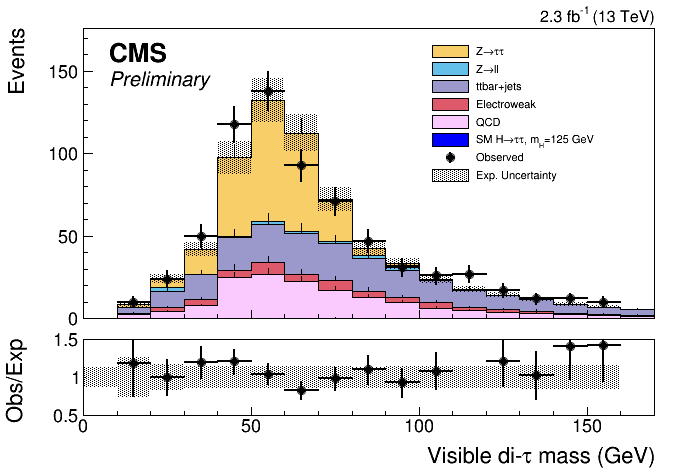 2.3 fb⁻¹ (13 TeV)
CMS
Preliminary
Events
150
100
50
0
Z→ττ
Z→ll
ttbar+jets
Electroweak
QCD
SM H→ττ, m_H=125 GeV
Observed
Exp. Uncertainty
Obs/Exp
1.5
1
0.5
0 50 100 150
Visible di-τ mass (GeV)